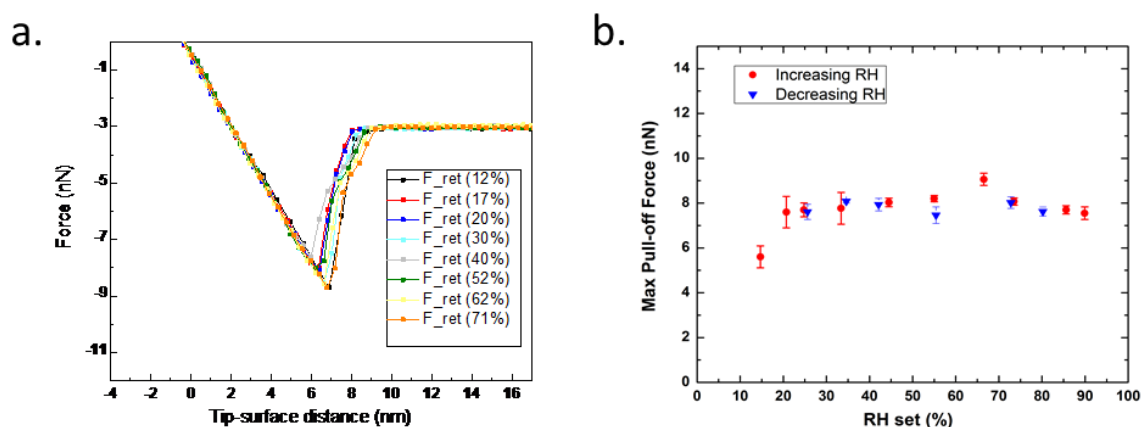 a.
-1
-3
-5
-7
-9
-11
Force (nN)
F_ret (12%)
F_ret (17%)
F_ret (20%)
F_ret (30%)
F_ret (40%)
F_ret (52%)
F_ret (62%)
F_ret (71%)
-4 -2 0 2 4 6 8 10 12 14 16
Tip-surface distance (nm)
b.
14
12
10
8
6
4
2
0
Max Pull-off Force (nN)
Increasing RH
Decreasing RH
0 10 20 30 40 50 60 70 80 90 100
RH set (%)